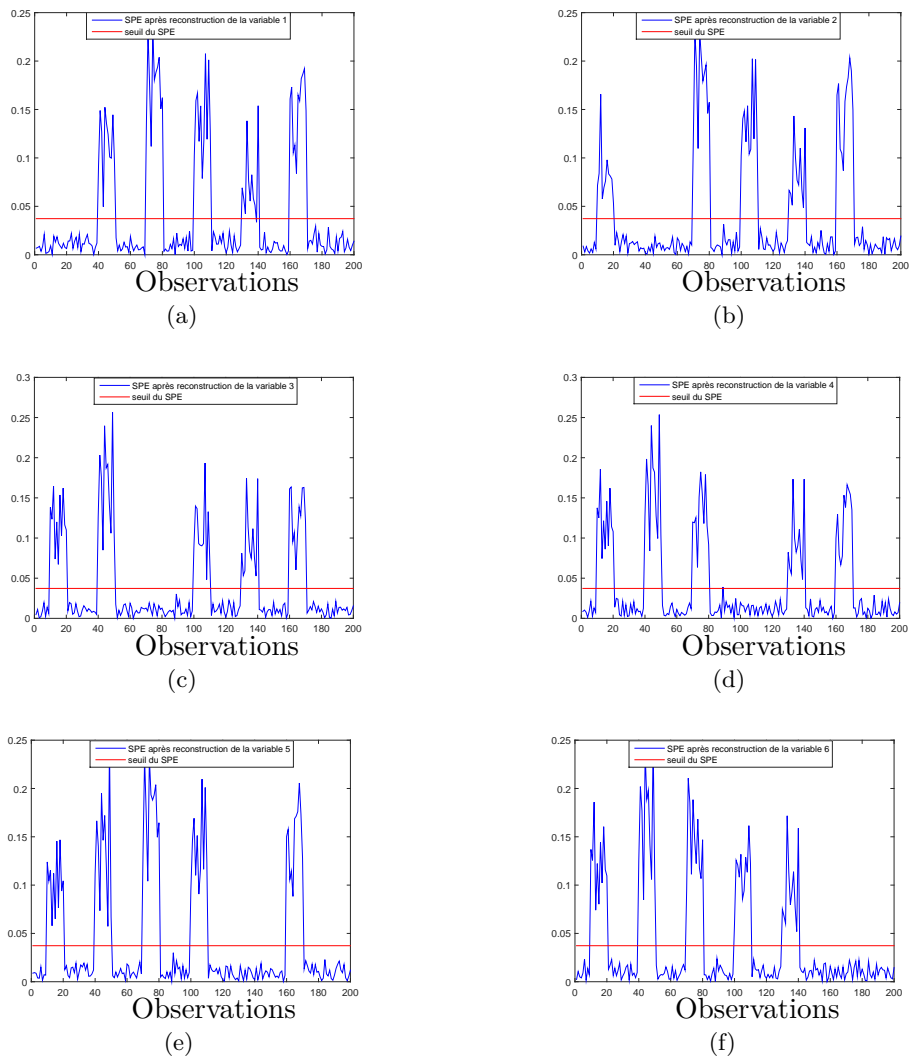 SPE après reconstruction de la variable 1
seuil du SPE
0.25
0.2
0.15
0.1
0.05
0
0 20 40 60 80 100 120 140 160 180 200
Observations
(a)
SPE après reconstruction de la variable 2
seuil du SPE
0.25
0.2
0.15
0.1
0.05
0
0 20 40 60 80 100 120 140 160 180 200
Observations
(b)
SPE après reconstruction de la variable 3
seuil du SPE
0.3
0.25
0.2
0.15
0.1
0.05
0
0 20 40 60 80 100 120 140 160 180 200
Observations
(c)
SPE après reconstruction de la variable 4
seuil du SPE
0.3
0.25
0.2
0.15
0.1
0.05
0
0 20 40 60 80 100 120 140 160 180 200
Observations
(d)
SPE après reconstruction de la variable 5
seuil du SPE
0.25
0.2
0.15
0.1
0.05
0
0 20 40 60 80 100 120 140 160 180 200
Observations
(e)
SPE après reconstruction de la variable 6
seuil du SPE
0.25
0.2
0.15
0.1
0.05
0
0 20 40 60 80 100 120 140 160 180 200
Observations
(f)